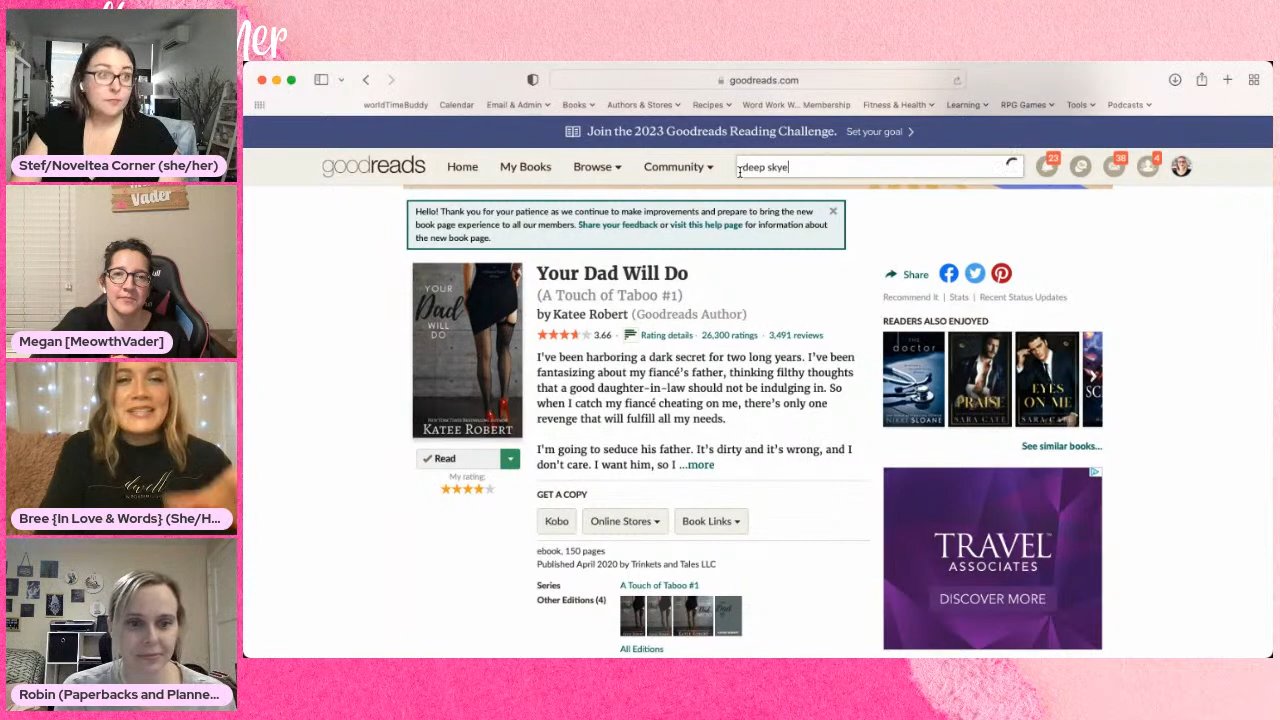 Stef/Noveltea Corner (she/her)
Vader
Megan [MeowthVader]
dwell
Bree {In Love & Words} (She/H...
Robin (Paperbacks and Planne...
goodreads.com
worldTimeBuddy Calendar Email & Admin Books Authors & Stores Recipes Word Work W... Membership Fitness & Health Learning RPG Games Tools Podcasts
Join the 2023 Goodreads Reading Challenge. Set your goal
goodreads Home My Books Browse Community deep skye 23 38 4
Hello! Thank you for your patience as we continue to make improvements and prepare to bring the new
book page experience to all our members. Share your feedback or visit this help page for information about
the new book page.
YOUR
Dad
WILL
DO
KATEE ROBERT
Read
My rating:
Your Dad Will Do
(A Touch of Taboo #1)
by Katee Robert (Goodreads Author)
3.66 · Rating details · 26,300 ratings · 3,491 reviews
I've been harboring a dark secret for two long years. I've been
fantasizing about my fiancé's father, thinking filthy thoughts
that a good daughter-in-law should not be indulging in. So
when I catch my fiancé cheating on me, there's only one
revenge that will fulfill all my needs.
I'm going to seduce his father. It's dirty and it's wrong, and I
don't care. I want him, so I ...more
GET A COPY
Kobo Online Stores Book Links
ebook, 150 pages
Published April 2020 by Trinkets and Tales LLC
Series A Touch of Taboo #1
Other Editions (4)
All Editions
Share
Recommend It | Stats | Recent Status Updates
READERS ALSO ENJOYED
THE
doctor
NIKKI SLOANE
PRAISE
SARA CATE
EYES
ON ME
SARA CATE
See similar books...
TRAVEL
ASSOCIATES
DISCOVER MORE